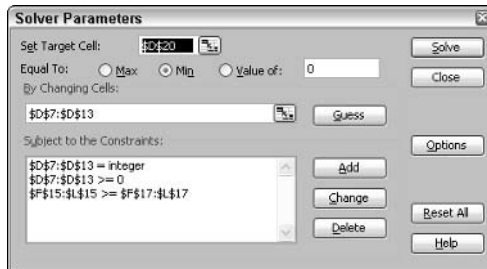 Solver Parameters
Set Target Cell: $D$20 Solve
Equal To: Max Min Value of: 0 Close
By Changing Cells:
$D$7:$D$13 Guess
Subject to the Constraints: Options
$D$7:$D$13 = integer Add
$D$7:$D$13 >= 0
$F$15:$L$15 >= $F$17:$L$17 Change
Reset All
Delete
Help